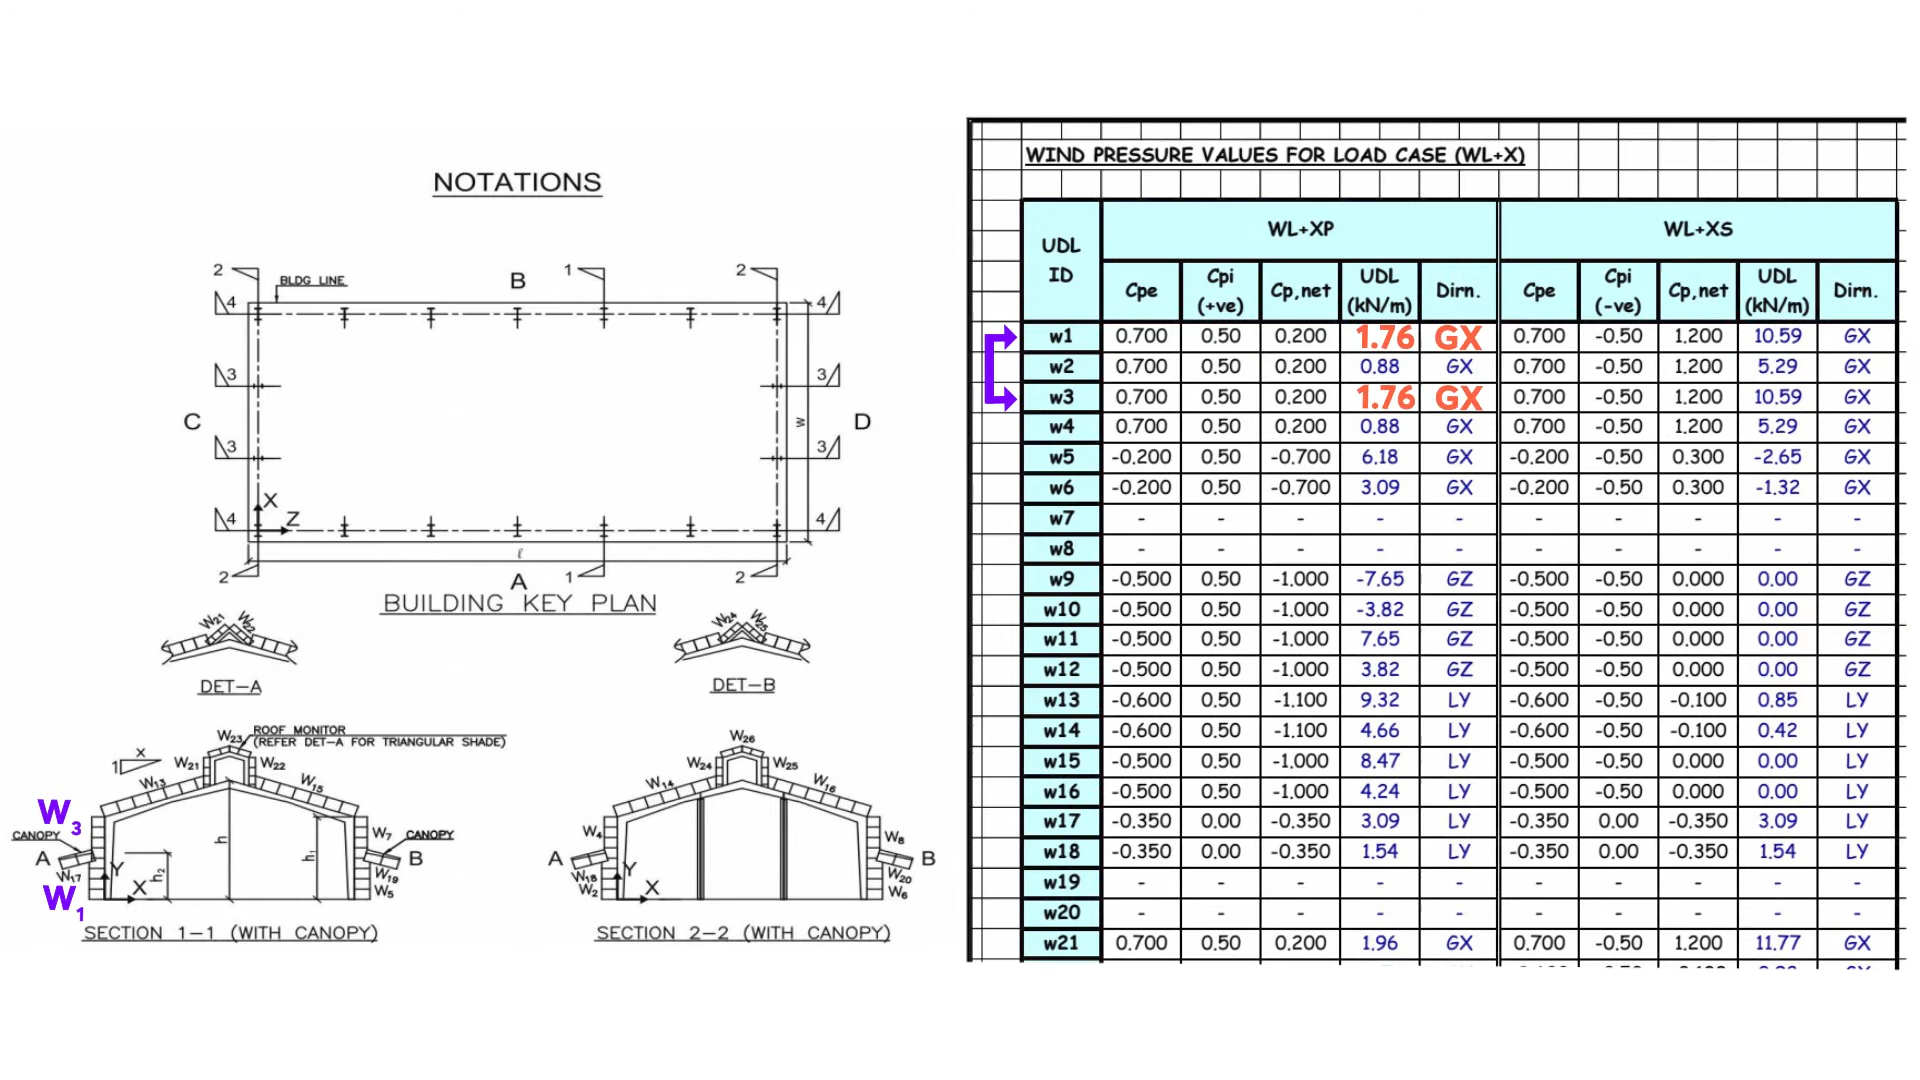 NOTATIONS
2 1 2
B
BLDG LINE
4 4
3 3
C W D
3 3
X
Z
4 4
ℓ
2 A 1 2
BUILDING KEY PLAN
W21 W22
W24 W25
DET-A
DET-B
ROOF MONITOR
(REFER DET-A FOR TRIANGULAR SHADE)
W23
x
1
W21 W22
W13 W15
W3
CANOPY
A
W17
W1
Y
X
h2
h
h1
W7
CANOPY
B
W19
W5
SECTION 1-1 (WITH CANOPY)
W26
W24 W25
W14 W16
W4 W8
A B
W18 W20
W2 W6
Y
X
SECTION 2-2 (WITH CANOPY)
WIND PRESSURE VALUES FOR LOAD CASE (WL+X)
UDL ID WL+XP WL+XS
Cpe Cpi (+ve) Cp,net UDL (kN/m) Dirn. Cpe Cpi (-ve) Cp,net UDL (kN/m) Dirn.
w1 0.700 0.50 0.200 1.76 GX 0.700 -0.50 1.200 10.59 GX
w2 0.700 0.50 0.200 0.88 GX 0.700 -0.50 1.200 5.29 GX
w3 0.700 0.50 0.200 1.76 GX 0.700 -0.50 1.200 10.59 GX
w4 0.700 0.50 0.200 0.88 GX 0.700 -0.50 1.200 5.29 GX
w5 -0.200 0.50 -0.700 6.18 GX -0.200 -0.50 0.300 -2.65 GX
w6 -0.200 0.50 -0.700 3.09 GX -0.200 -0.50 0.300 -1.32 GX
w7 - - - - - - - - - -
w8 - - - - - - - - - -
w9 -0.500 0.50 -1.000 -7.65 GZ -0.500 -0.50 0.000 0.00 GZ
w10 -0.500 0.50 -1.000 -3.82 GZ -0.500 -0.50 0.000 0.00 GZ
w11 -0.500 0.50 -1.000 7.65 GZ -0.500 -0.50 0.000 0.00 GZ
w12 -0.500 0.50 -1.000 3.82 GZ -0.500 -0.50 0.000 0.00 GZ
w13 -0.600 0.50 -1.100 9.32 LY -0.600 -0.50 -0.100 0.85 LY
w14 -0.600 0.50 -1.100 4.66 LY -0.600 -0.50 -0.100 0.42 LY
w15 -0.500 0.50 -1.000 8.47 LY -0.500 -0.50 0.000 0.00 LY
w16 -0.500 0.50 -1.000 4.24 LY -0.500 -0.50 0.000 0.00 LY
w17 -0.350 0.00 -0.350 3.09 LY -0.350 0.00 -0.350 3.09 LY
w18 -0.350 0.00 -0.350 1.54 LY -0.350 0.00 -0.350 1.54 LY
w19 - - - - - - - - - -
w20 - - - - - - - - - -
w21 0.700 0.50 0.200 1.96 GX 0.700 -0.50 1.200 11.77 GX